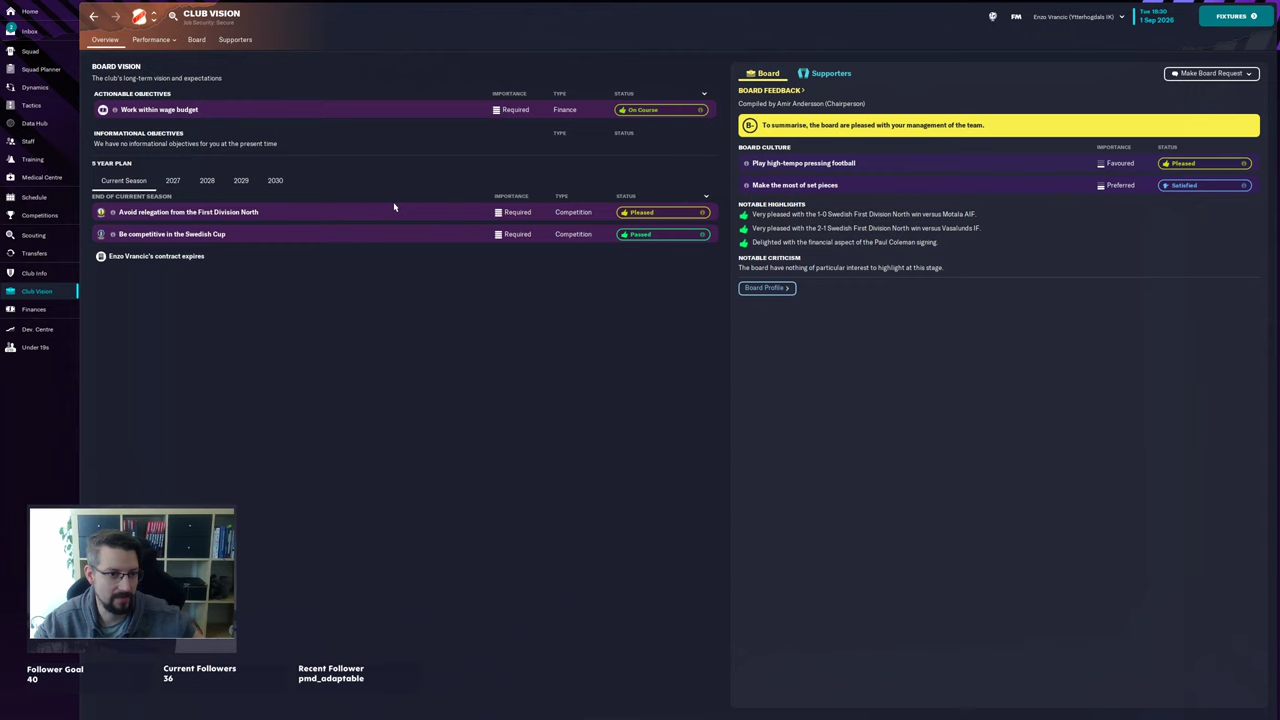 Home
CLUB VISION
Job Security: Secure
FM
Enzo Vrancic (Ytterhogdals IK)
Tue 19:30
1 Sep 2026
FIXTURES
3
Inbox
Squad
Squad Planner
Dynamics
Tactics
Data Hub
Staff
Training
Medical Centre
Schedule
Competitions
Scouting
Transfers
Club Info
Club Vision
Finances
Dev. Centre
Under 19s
Overview
Performance
Board
Supporters
BOARD VISION
The club's long-term vision and expectations
ACTIONABLE OBJECTIVES IMPORTANCE TYPE STATUS
Work within wage budget Required Finance On Course
INFORMATIONAL OBJECTIVES TYPE STATUS
We have no informational objectives for you at the present time
5 YEAR PLAN
Current Season 2027 2028 2029 2030
END OF CURRENT SEASON IMPORTANCE TYPE STATUS
Avoid relegation from the First Division North Required Competition Pleased
Be competitive in the Swedish Cup Required Competition Passed
Enzo Vrancic's contract expires
Board Supporters
Make Board Request
BOARD FEEDBACK >
Compiled by Amir Andersson (Chairperson)
B- To summarise, the board are pleased with your management of the team.
BOARD CULTURE IMPORTANCE STATUS
Play high-tempo pressing football Favoured Pleased
Make the most of set pieces Preferred Satisfied
NOTABLE HIGHLIGHTS
Very pleased with the 1-0 Swedish First Division North win versus Motala AIF.
Very pleased with the 2-1 Swedish First Division North win versus Vasalunds IF.
Delighted with the financial aspect of the Paul Coleman signing.
NOTABLE CRITICISM
The board have nothing of particular interest to highlight at this stage.
Board Profile >
Follower Goal
40
Current Followers
36
Recent Follower
pmd_adaptable